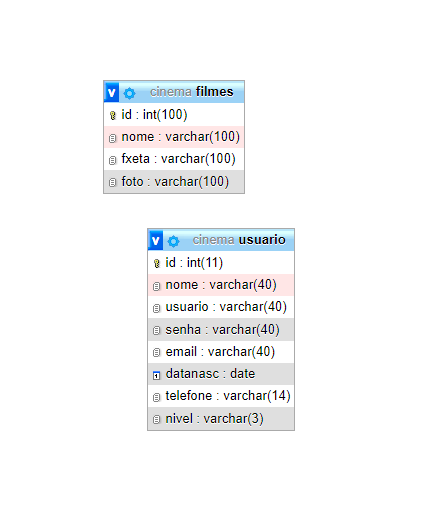 v cinema filmes
id : int(100)
nome : varchar(100)
fxeta : varchar(100)
foto : varchar(100)
v cinema usuario
id : int(11)
nome : varchar(40)
usuario : varchar(40)
senha : varchar(40)
email : varchar(40)
datanasc : date
telefone : varchar(14)
nivel : varchar(3)